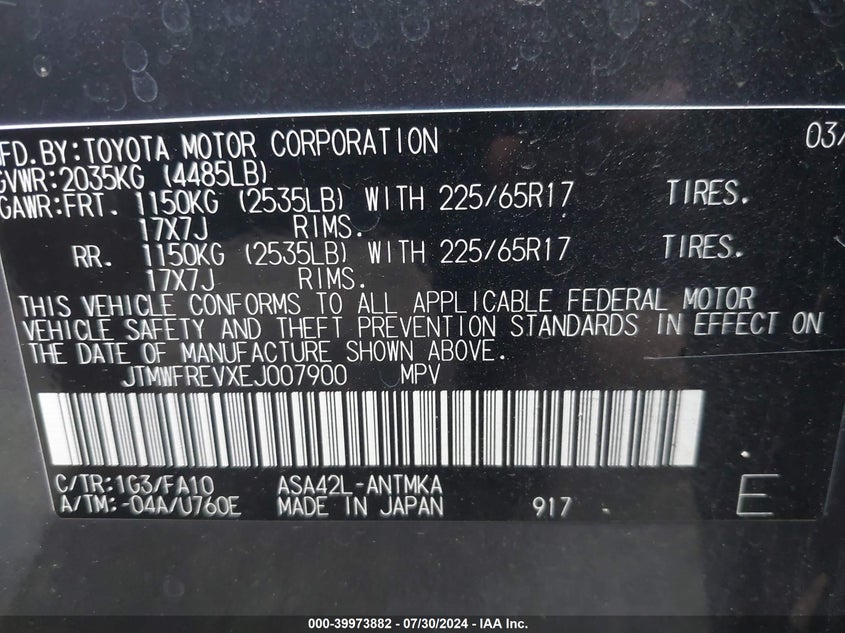 MFD.BY:TOYOTA MOTOR CORPORATION 03/
GVWR:2035KG (4485LB)
GAWR:FRT. 1150KG (2535LB) WITH 225/65R17 TIRES.
17X7J RIMS.
RR. 1150KG (2535LB) WITH 225/65R17 TIRES.
17X7J RIMS.
THIS VEHICLE CONFORMS TO ALL APPLICABLE FEDERAL MOTOR
VEHICLE SAFETY AND THEFT PREVENTION STANDARDS IN EFFECT ON
THE DATE OF MANUFACTURE SHOWN ABOVE.
JTMWFREVXEJ007900 MPV
C/TR:1G3/FA10 ASA42L-ANTMKA
A/TM:-04A/U760E MADE IN JAPAN 917 E
000-39973882 - 07/30/2024 - IAA Inc.